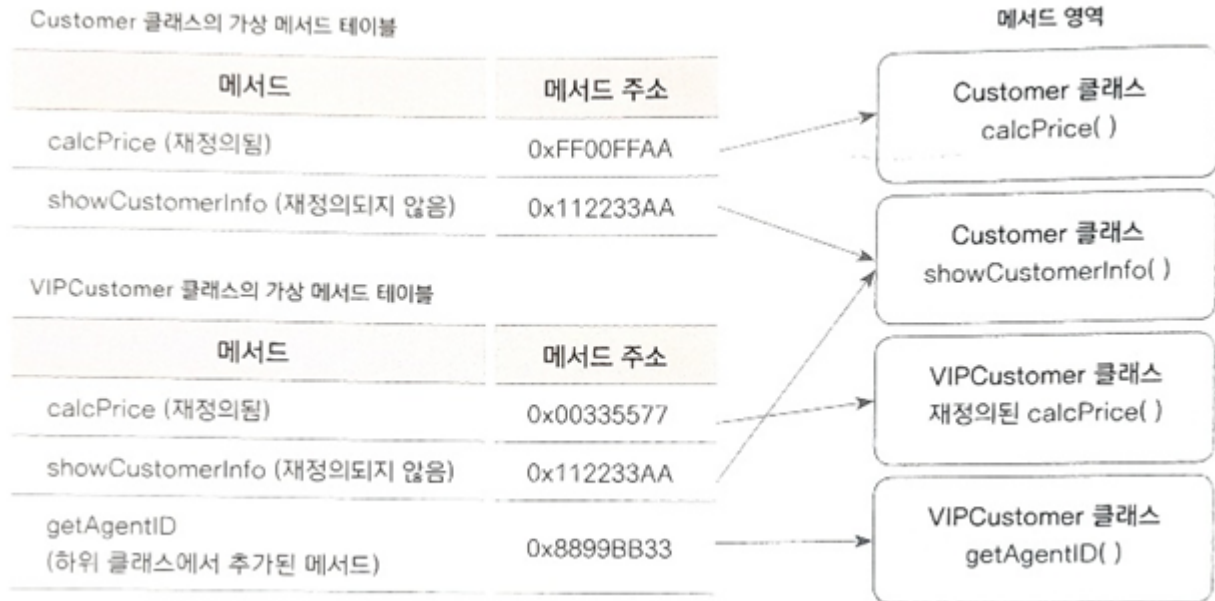 Customer 클래스의 가상 메서드 테이블
메서드 메서드 주소
calcPrice (재정의됨) 0xFF00FFAA
showCustomerInfo (재정의되지 않음) 0x112233AA
VIPCustomer 클래스의 가상 메서드 테이블
메서드 메서드 주소
calcPrice (재정의됨) 0x00335577
showCustomerInfo (재정의되지 않음) 0x112233AA
getAgentID
(하위 클래스에서 추가된 메서드) 0x8899BB33
메서드 영역
Customer 클래스
calcPrice( )
Customer 클래스
showCustomerInfo( )
VIPCustomer 클래스
재정의된 calcPrice( )
VIPCustomer 클래스
getAgentID( )